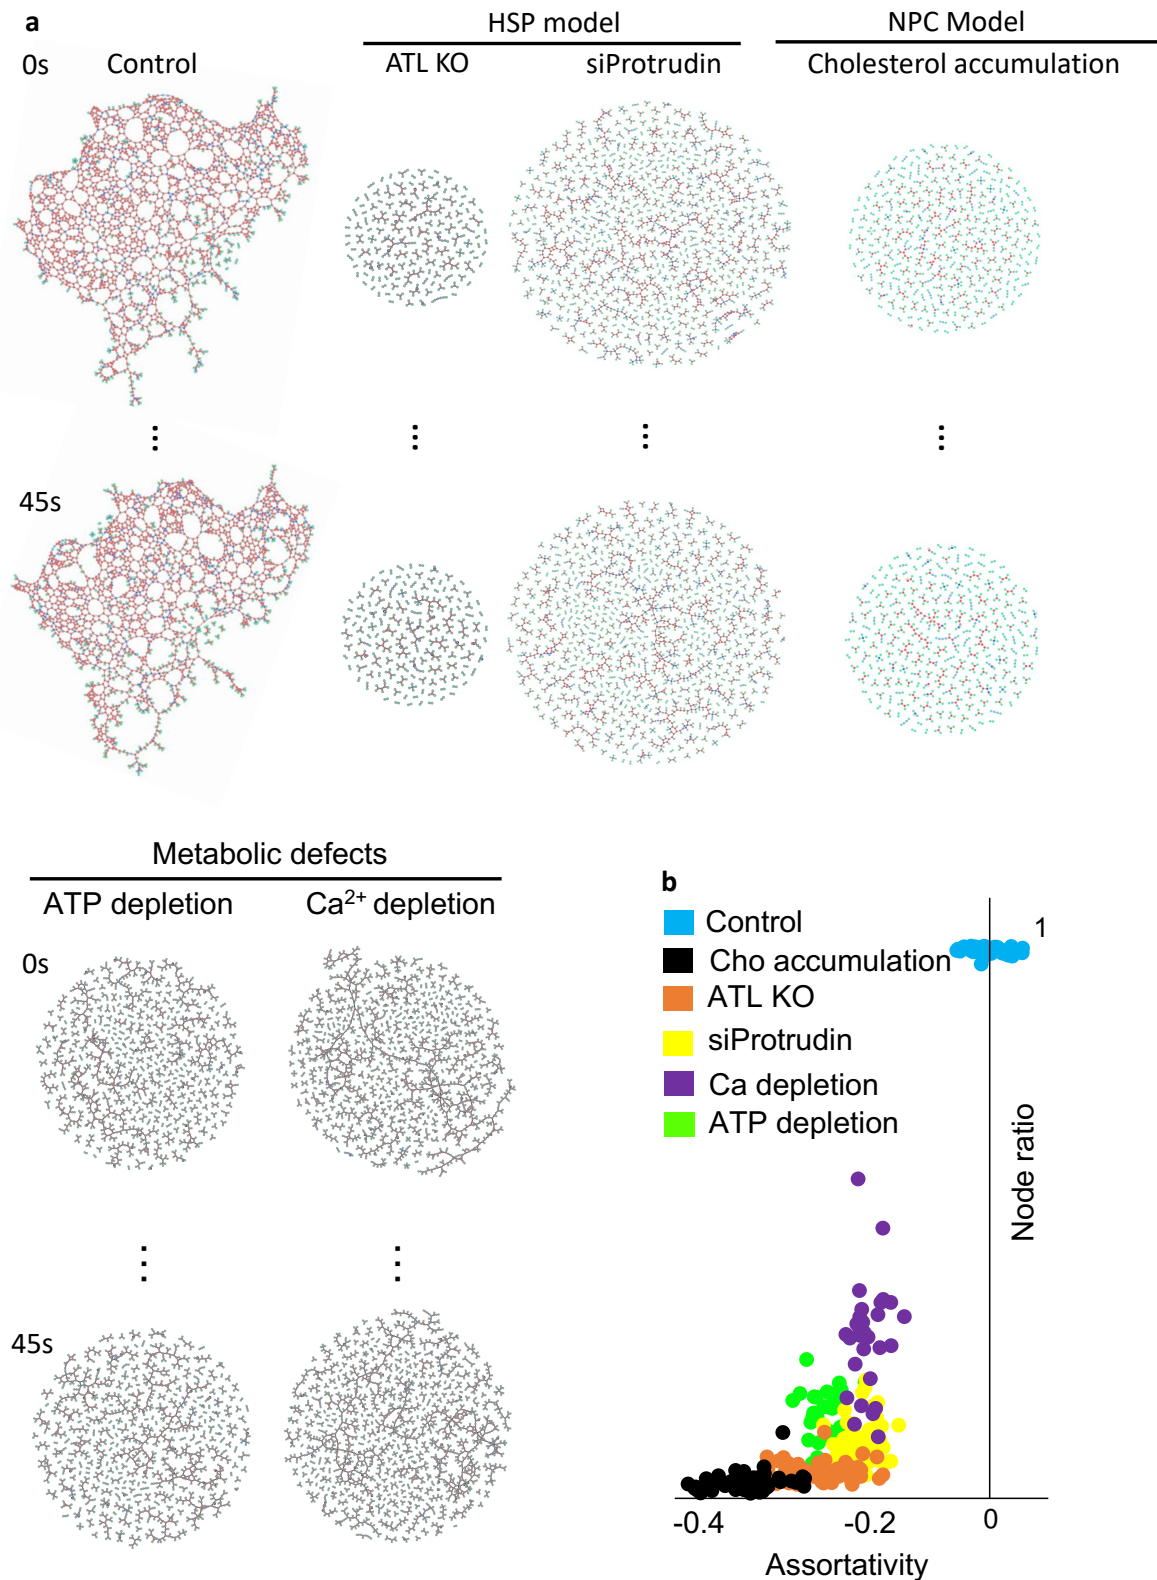 a
HSP model
NPC Model
0s
Control
ATL KO
siProtrudin
Cholesterol accumulation
45s
Metabolic defects
ATP depletion
Ca²⁺ depletion
0s
45s
b
Control
Cho accumulation
ATL KO
siProtrudin
Ca depletion
ATP depletion
1
Node ratio
-0.4
-0.2
0
Assortativity